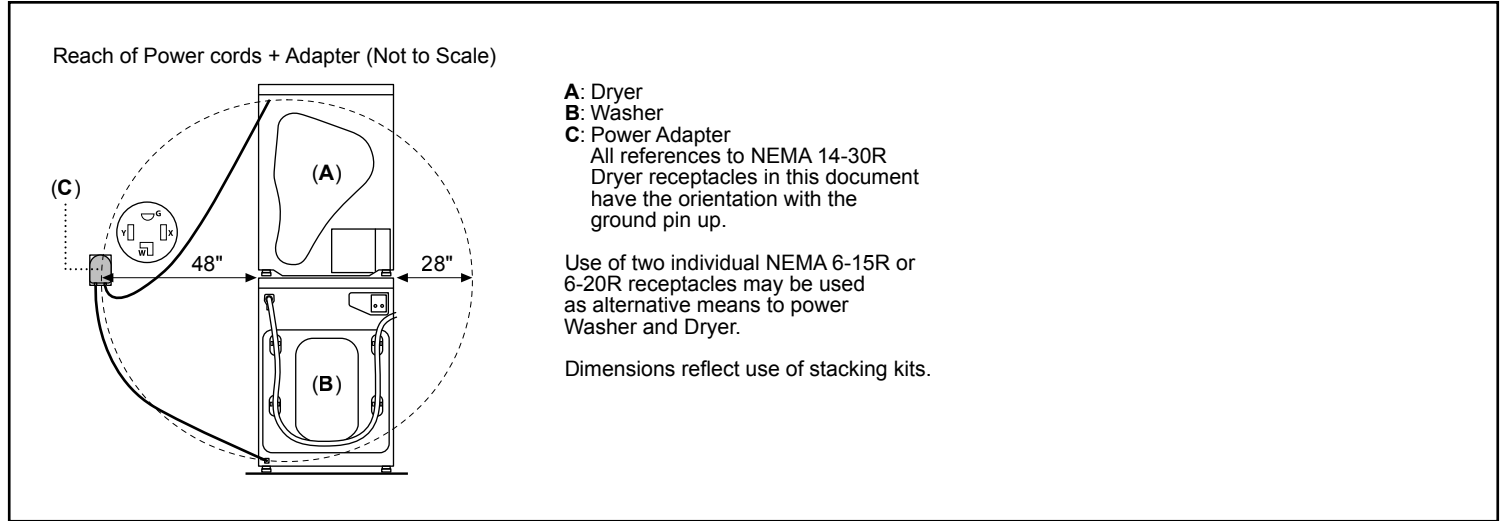 Reach of Power cords + Adapter (Not to Scale)
(A)
(C)
G
Y
X
W
48"
28"
(B)
A: Dryer
B: Washer
C: Power Adapter
All references to NEMA 14-30R
Dryer receptacles in this document
have the orientation with the
ground pin up.
Use of two individual NEMA 6-15R or
6-20R receptacles may be used
as alternative means to power
Washer and Dryer.
Dimensions reflect use of stacking kits.